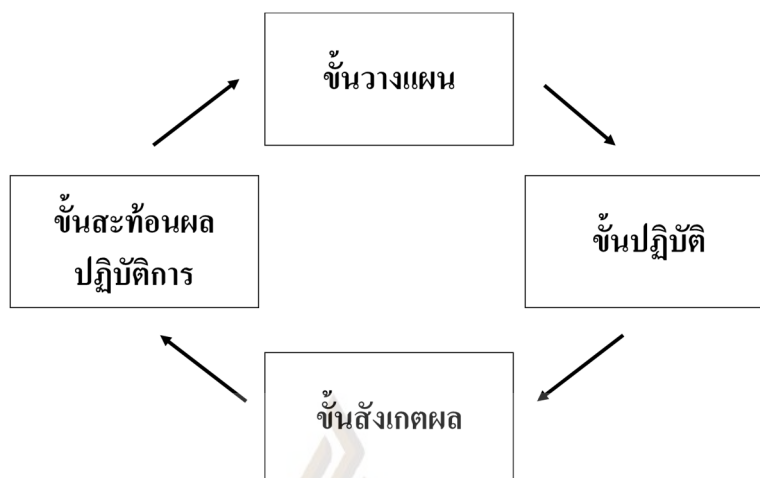 ขั้นวางแผน
ขั้นปฏิบัติ
ขั้นสังเกตผล
ขั้นสะท้อนผล
ปฏิบัติการ